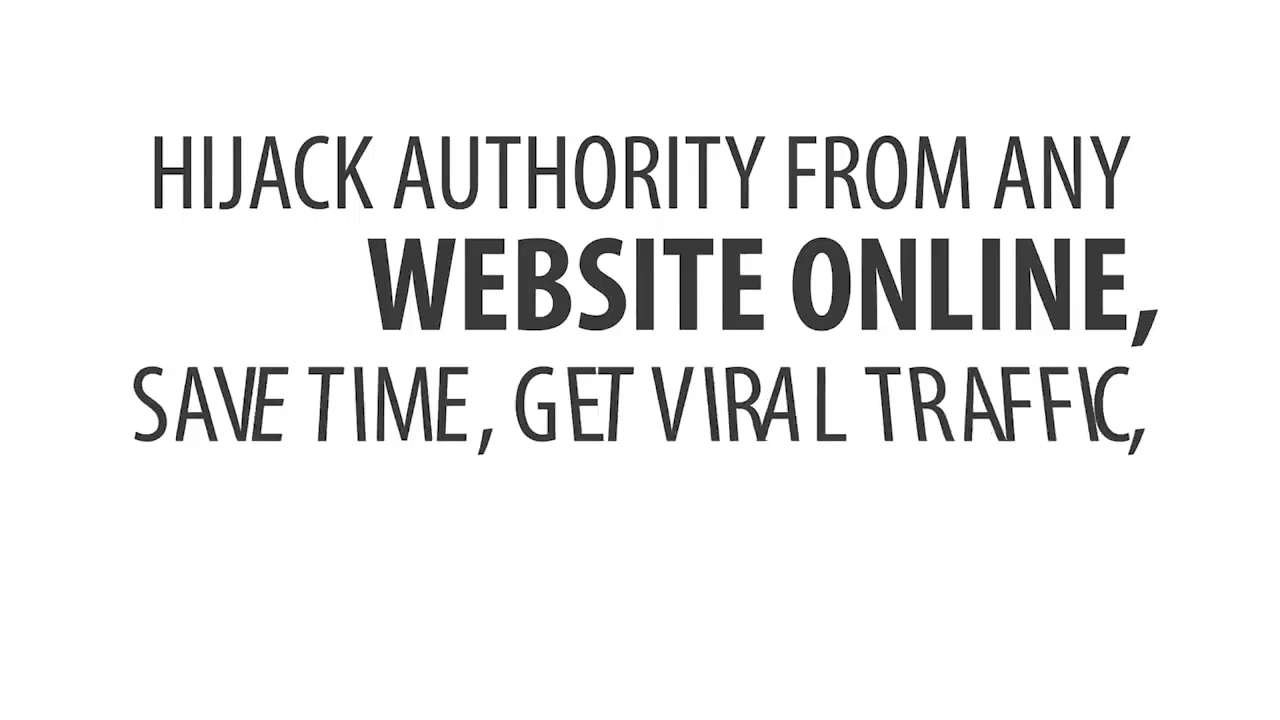 HIJACK AUTHORITY FROM ANY
WEBSITE ONLINE,
SAVE TIME, GET VIRAL TRAFFIC,